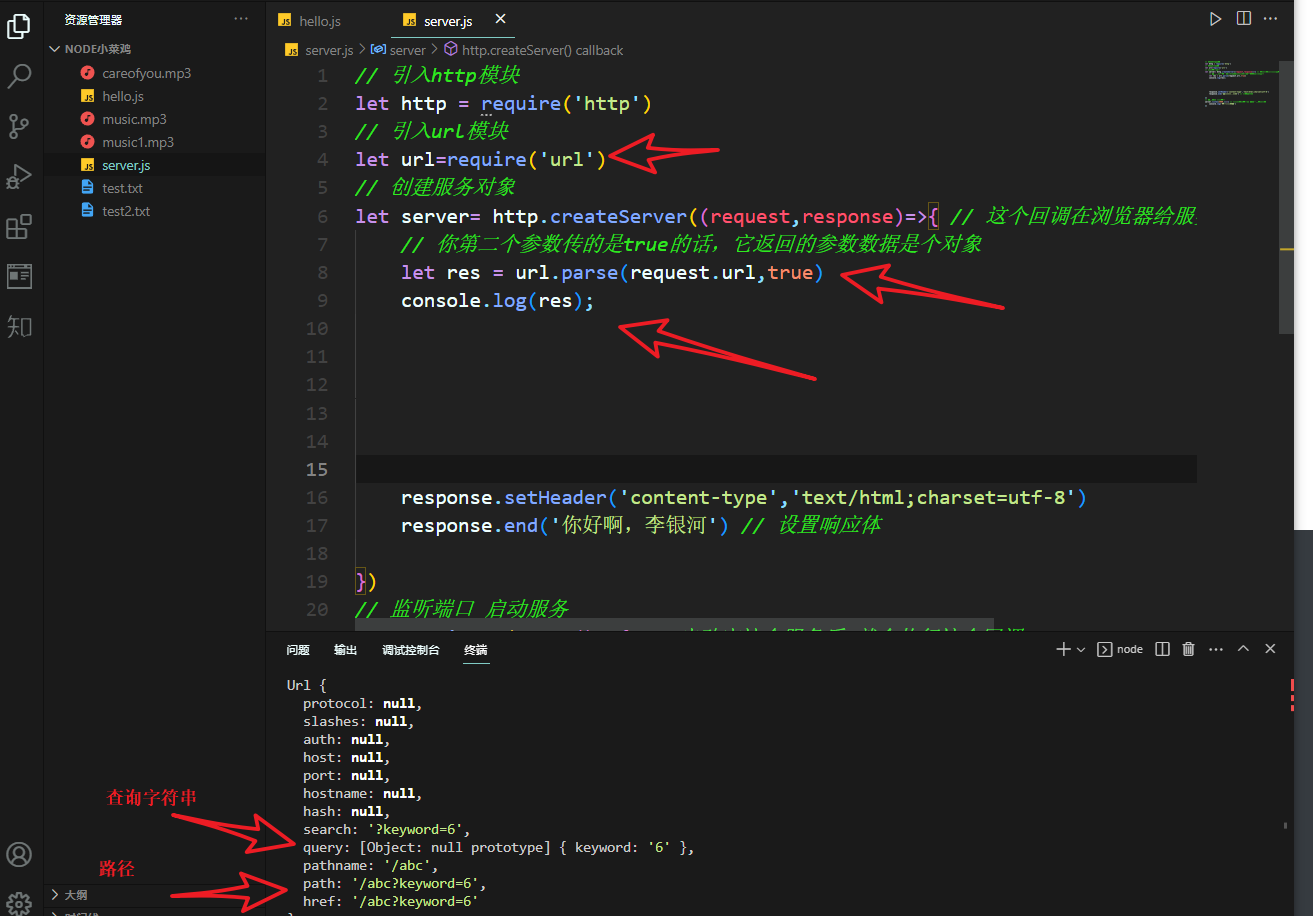 资源管理器 ···
hello.js
server.js
NODE小菜鸡
careofyou.mp3
hello.js
music.mp3
music1.mp3
server.js
test.txt
test2.txt
知
server.js > server > http.createServer() callback
1 // 引入http模块
2 let http = require('http')
3 // 引入url模块
4 let url=require('url')
5 // 创建服务对象
6 let server= http.createServer((request,response)=>{ // 这个回调在浏览器给服
7 // 你第二个参数传的是true的话，它返回的参数数据是个对象
8 let res = url.parse(request.url,true)
9 console.log(res);
10
11
12
13
14
15
16 response.setHeader('content-type','text/html;charset=utf-8')
17 response.end('你好啊，李银河') // 设置响应体
18
19 })
20 // 监听端口 启动服务
问题 输出 调试控制台 终端
node
Url {
protocol: null,
slashes: null,
auth: null,
host: null,
port: null,
hostname: null,
hash: null,
search: '?keyword=6',
query: [Object: null prototype] { keyword: '6' },
pathname: '/abc',
path: '/abc?keyword=6',
href: '/abc?keyword=6'
查询字符串
路径
大纲